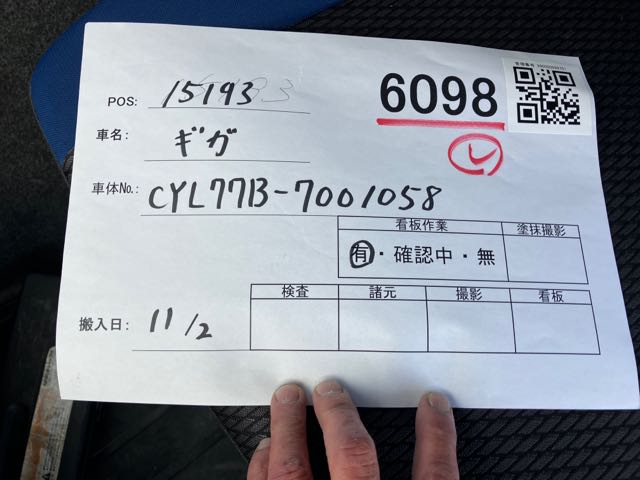 POS: 15193
6098
車名: ギガ
レ
車体No.: CYL77B-7001058
看板作業 塗抹撮影
有・確認中・無
検査 諸元 撮影 看板
搬入日: 11/2